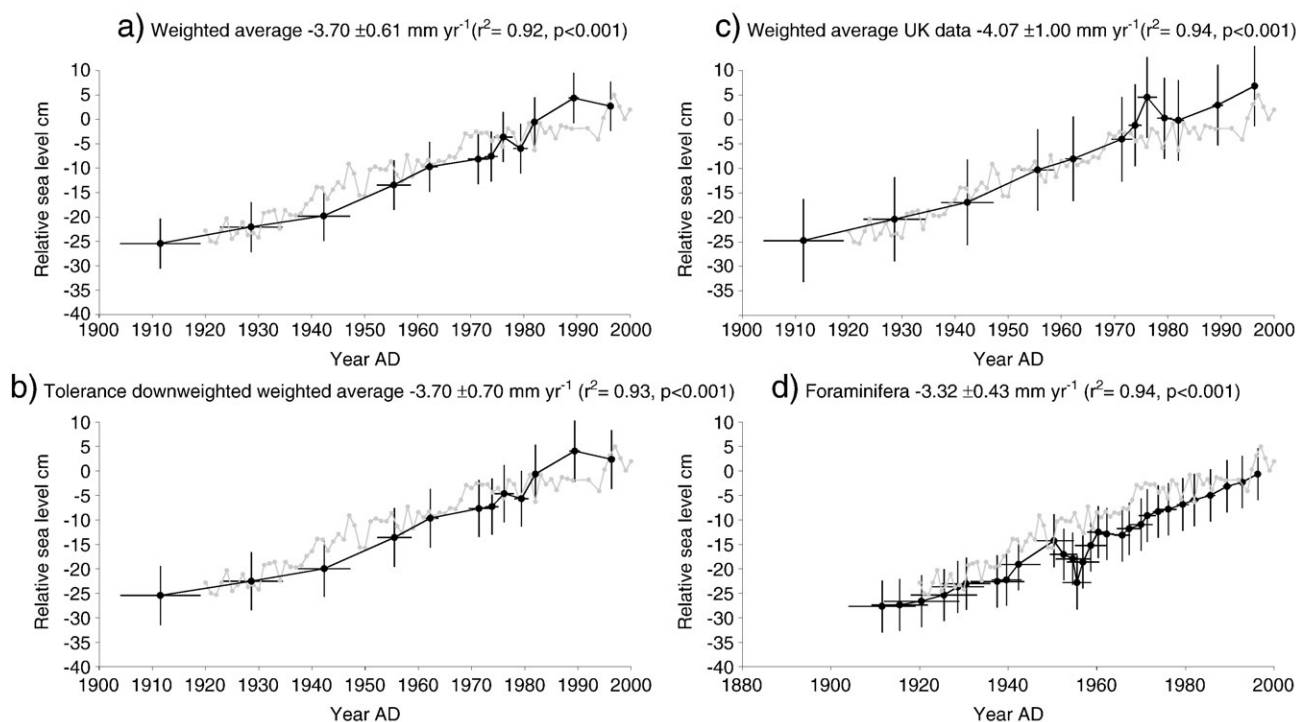 a) Weighted average -3.70 ±0.61 mm yr-1(r2= 0.92, p<0.001)
10
5
0
-5
-10
-15
-20
-25
-30
-35
-40
Relative sea level cm
1900 1910 1920 1930 1940 1950 1960 1970 1980 1990 2000
Year AD
c) Weighted average UK data -4.07 ±1.00 mm yr-1(r2= 0.94, p<0.001)
10
5
0
-5
-10
-15
-20
-25
-30
-35
-40
Relative sea level cm
1900 1910 1920 1930 1940 1950 1960 1970 1980 1990 2000
Year AD
b) Tolerance downweighted weighted average -3.70 ±0.70 mm yr-1 (r2= 0.93, p<0.001)
10
5
0
-5
-10
-15
-20
-25
-30
-35
-40
Relative sea level cm
1900 1910 1920 1930 1940 1950 1960 1970 1980 1990 2000
Year AD
d) Foraminifera -3.32 ±0.43 mm yr-1 (r2= 0.94, p<0.001)
10
5
0
-5
-10
-15
-20
-25
-30
-35
-40
Relative sea level cm
1880 1900 1920 1940 1960 1980 2000
Year AD